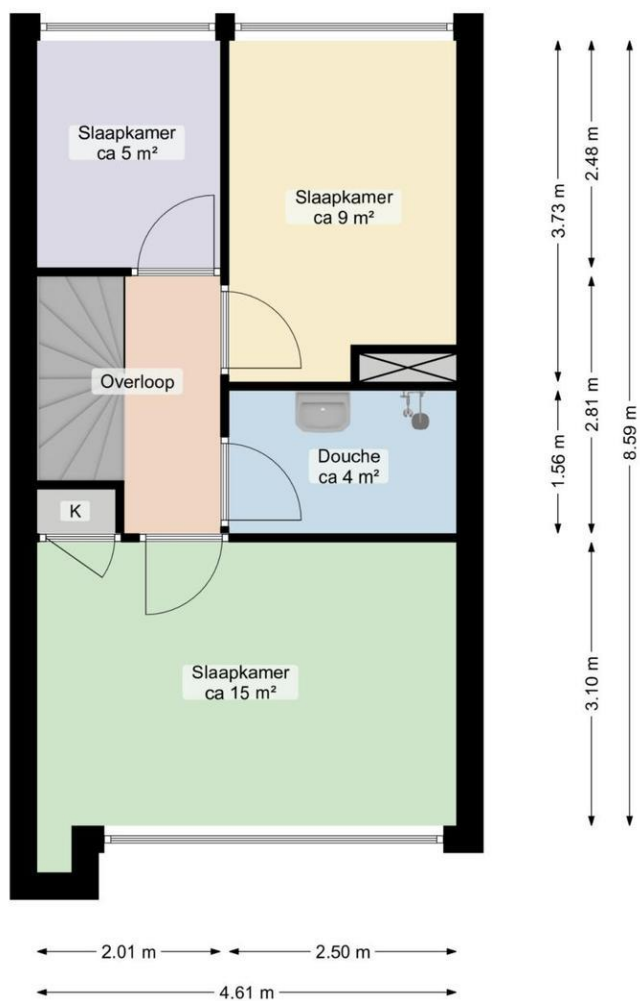 Slaapkamer
ca 5 m²
Slaapkamer
ca 9 m²
Overloop
Douche
ca 4 m²
K
Slaapkamer
ca 15 m²
3.73 m
2.48 m
1.56 m
2.81 m
8.59 m
3.10 m
2.01 m
2.50 m
4.61 m